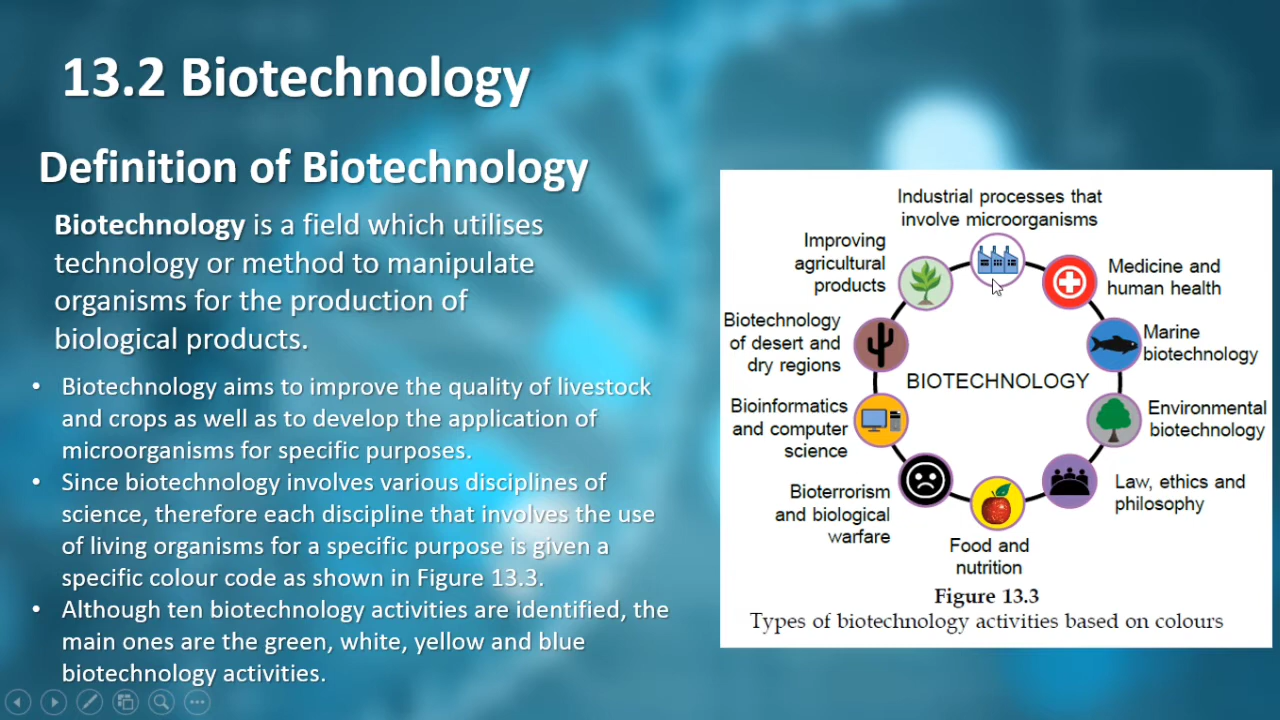 13.2 Biotechnology
Definition of Biotechnology
Biotechnology is a field which utilises
technology or method to manipulate
organisms for the production of
biological products.
• Biotechnology aims to improve the quality of livestock
and crops as well as to develop the application of
microorganisms for specific purposes.
• Since biotechnology involves various disciplines of
science, therefore each discipline that involves the use
of living organisms for a specific purpose is given a
specific colour code as shown in Figure 13.3.
• Although ten biotechnology activities are identified, the
main ones are the green, white, yellow and blue
biotechnology activities.
Industrial processes that
involve microorganisms
Improving
agricultural
products
Medicine and
human health
Biotechnology
of desert and
dry regions
Marine
biotechnology
BIOTECHNOLOGY
Bioinformatics
and computer
science
Environmental
biotechnology
Bioterrorism
and biological
warfare
Law, ethics and
philosophy
Food and
nutrition
Figure 13.3
Types of biotechnology activities based on colours